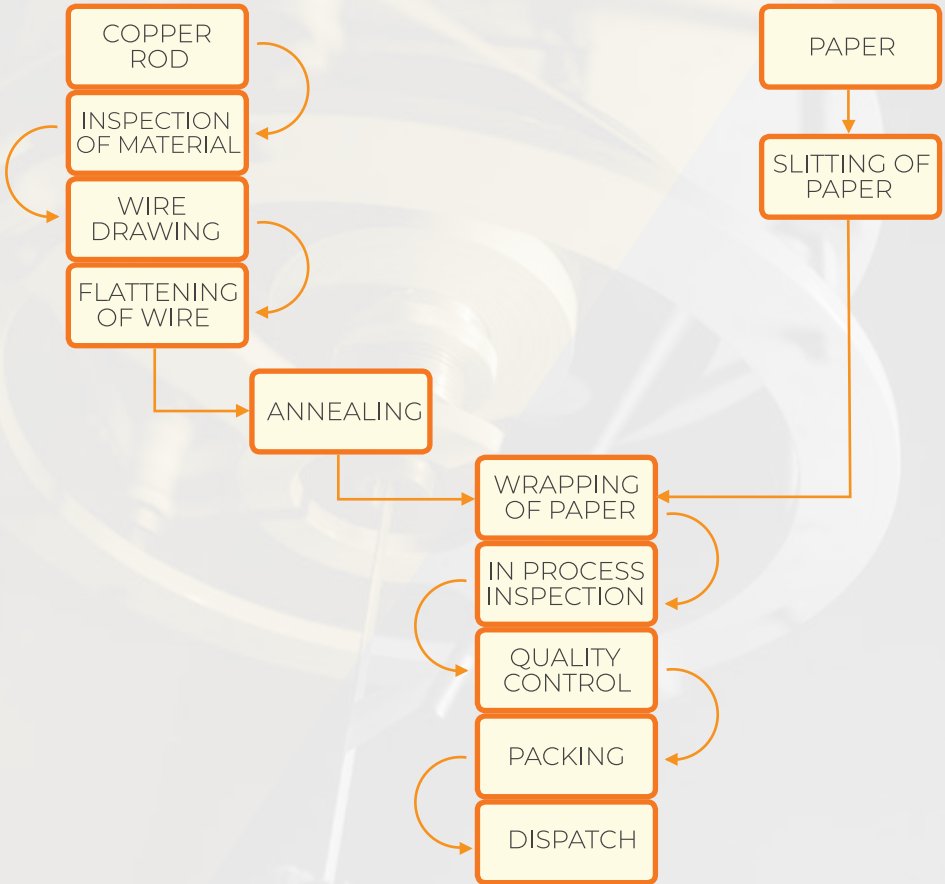 COPPER
ROD
INSPECTION
OF MATERIAL
WIRE
DRAWING
FLATTENING
OF WIRE
ANNEALING
PAPER
SLITTING OF
PAPER
WRAPPING
OF PAPER
IN PROCESS
INSPECTION
QUALITY
CONTROL
PACKING
DISPATCH